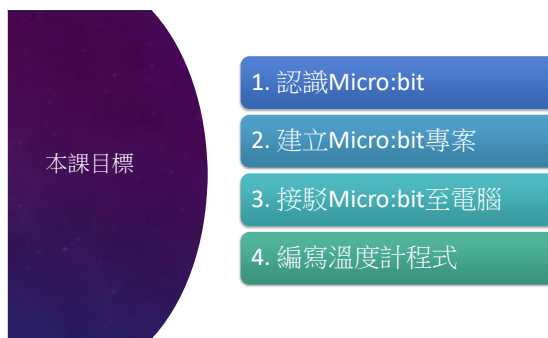 本課目標
1. 認識Micro:bit
2. 建立Micro:bit專案
3. 接駁Micro:bit至電腦
4. 編寫溫度計程式